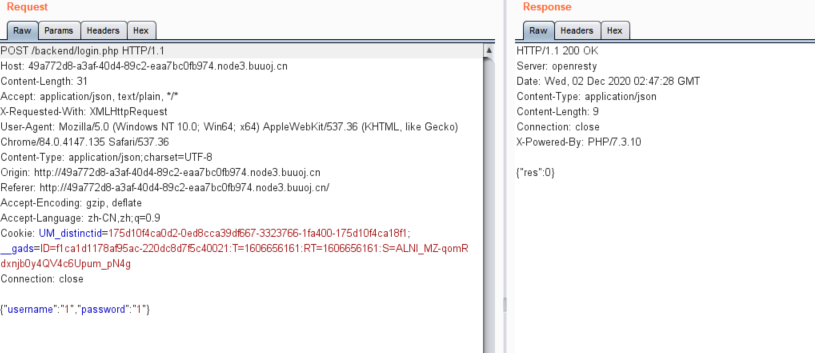 Request
Raw Params Headers Hex
POST /backend/login.php HTTP/1.1
Host: 49a772d8-a3af-40d4-89c2-eaa7bc0fb974.node3.buuoj.cn
Content-Length: 31
Accept: application/json, text/plain, */*
X-Requested-With: XMLHttpRequest
User-Agent: Mozilla/5.0 (Windows NT 10.0; Win64; x64) AppleWebKit/537.36 (KHTML, like Gecko)
Chrome/84.0.4147.135 Safari/537.36
Content-Type: application/json;charset=UTF-8
Origin: http://49a772d8-a3af-40d4-89c2-eaa7bc0fb974.node3.buuoj.cn
Referer: http://49a772d8-a3af-40d4-89c2-eaa7bc0fb974.node3.buuoj.cn/
Accept-Encoding: gzip, deflate
Accept-Language: zh-CN,zh;q=0.9
Cookie: UM_distinctid=175d10f4ca0d2-0ed8cca39df667-3323766-1fa400-175d10f4ca18f1;
__gads=ID=f1ca1d1178af95ac-220dc8d7f5c40021:T=1606656161:RT=1606656161:S=ALNI_MZ-qomR
dxnjb0y4QV4c6Upum_pN4g
Connection: close
{"username":"1","password":"1"}
Response
Raw Headers Hex
HTTP/1.1 200 OK
Server: openresty
Date: Wed, 02 Dec 2020 02:47:28 GMT
Content-Type: application/json
Content-Length: 9
Connection: close
X-Powered-By: PHP/7.3.10
{"res":0}